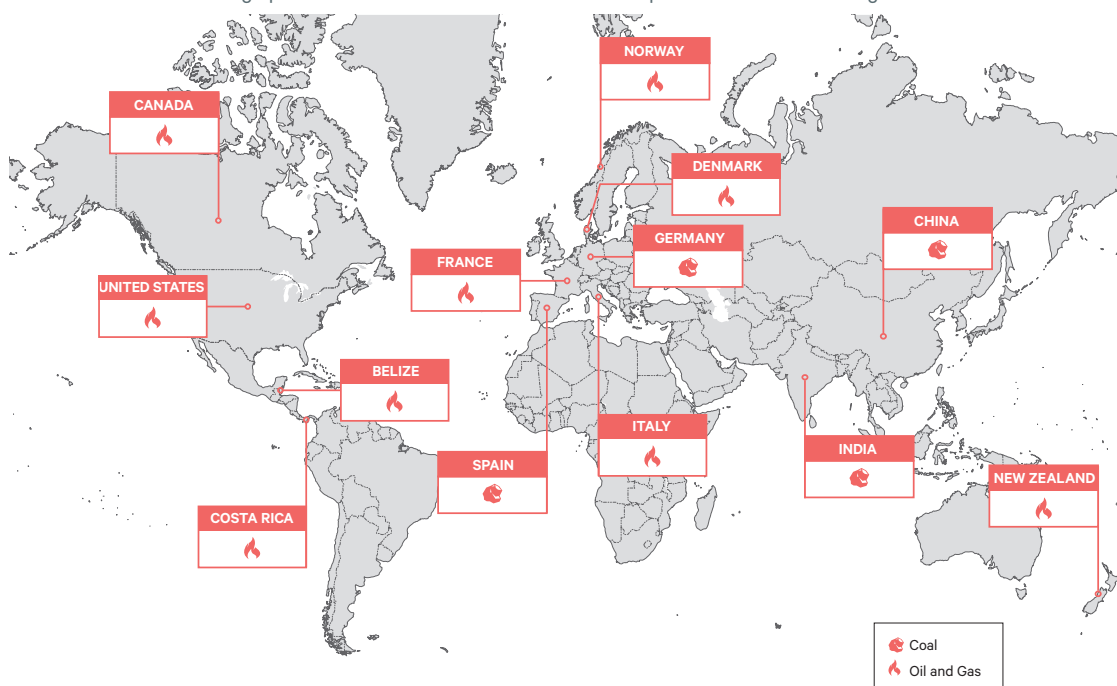 NORWAY
CANADA
DENMARK
CHINA
GERMANY
FRANCE
UNITED STATES
BELIZE
ITALY
INDIA
SPAIN
NEW ZEALAND
COSTA RICA
Coal
Oil and Gas